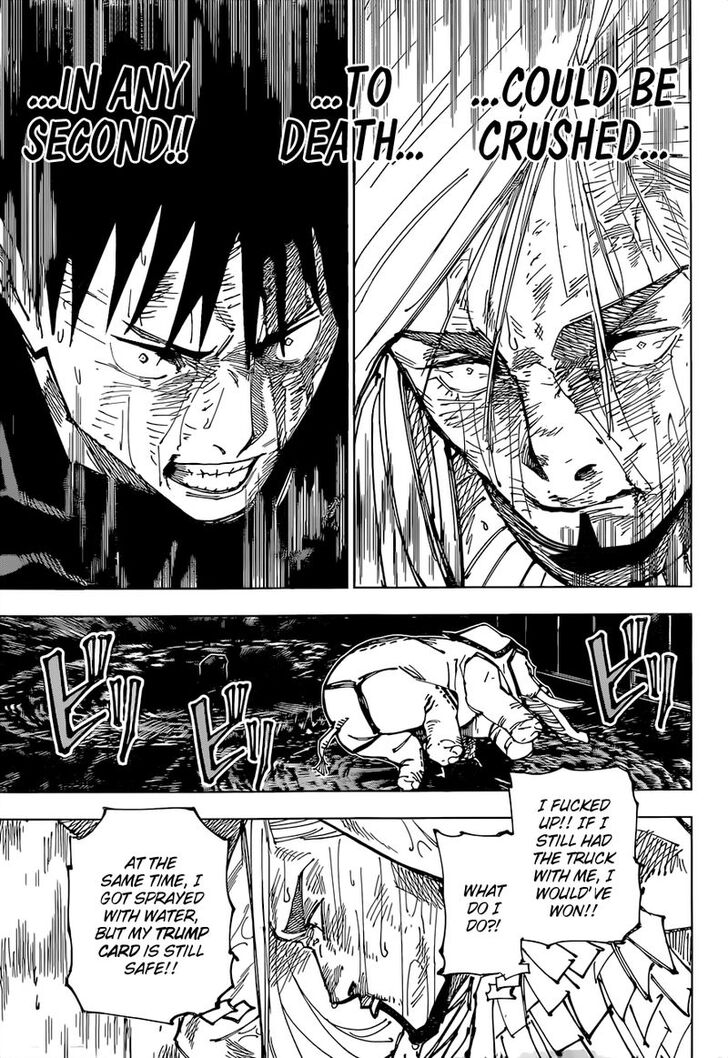 ...COULD BE
CRUSHED...
...TO
DEATH...
...IN ANY
SECOND!!
ビリ
ビリ
ビリ
I FUCKED
UP!! IF I
STILL HAD
THE TRUCK
WITH ME, I
WOULD'VE
WON!!
WHAT
DO I
DO?!
AT THE
SAME TIME, I
GOT SPRAYED
WITH WATER,
BUT MY TRUMP
CARD IS STILL
SAFE!!